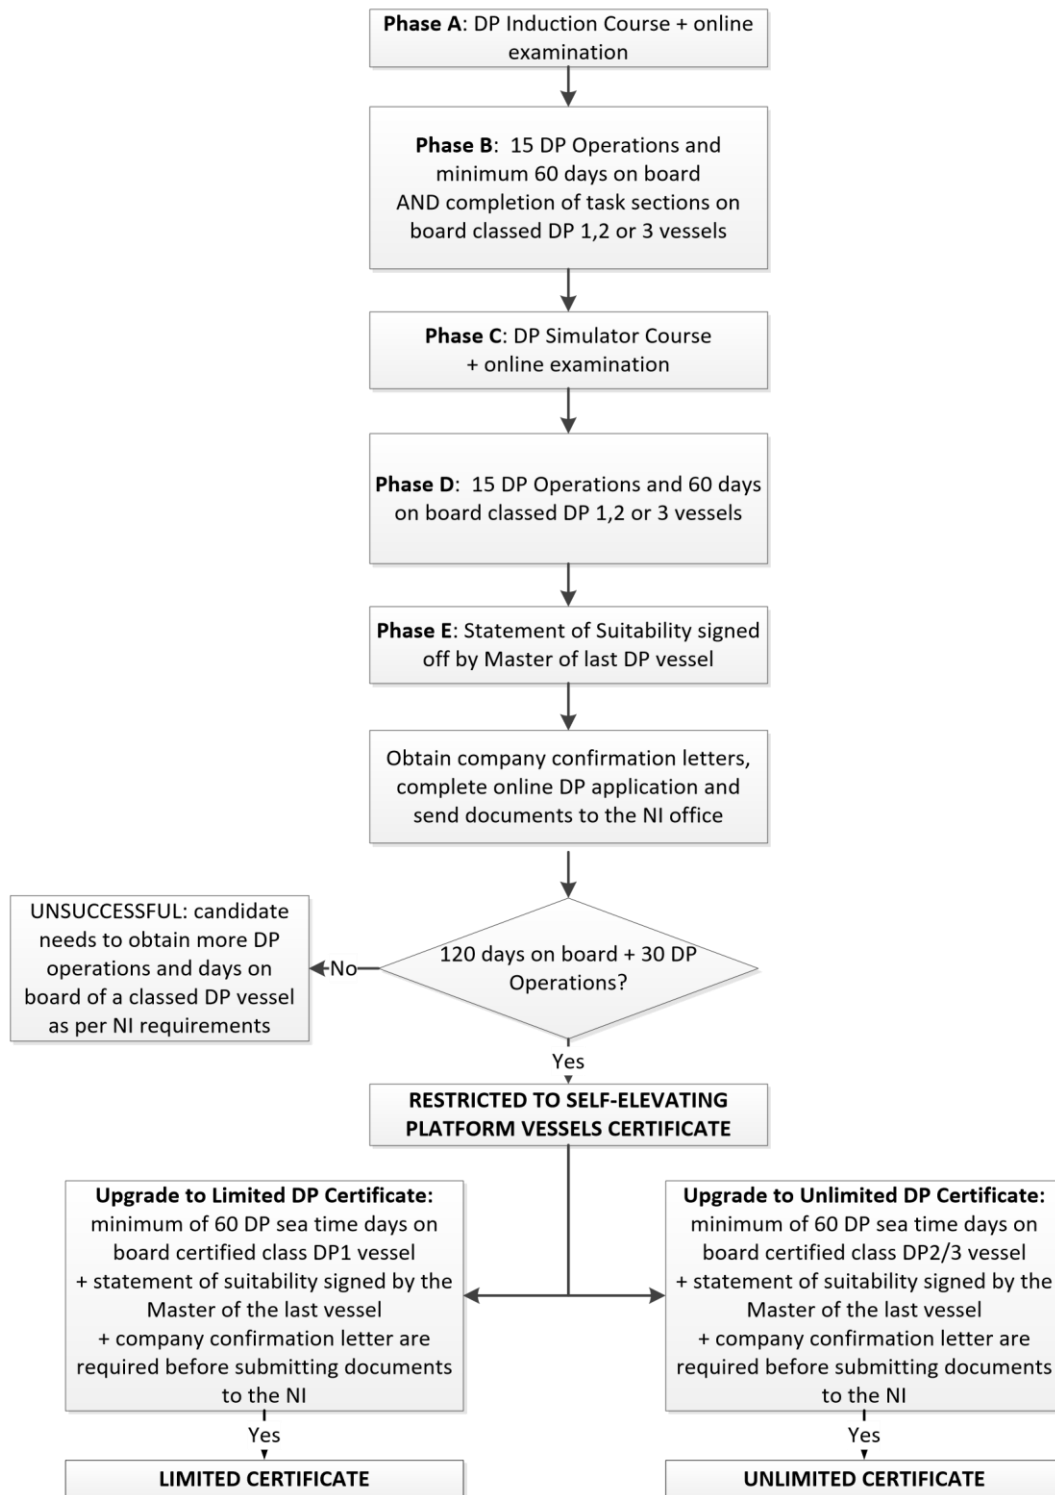 Phase A: DP Induction Course + online
examination
Phase B:  15 DP Operations and
minimum 60 days on board
AND completion of task sections on
board classed DP 1,2 or 3 vessels
Phase C: DP Simulator Course
+ online examination
Phase D:  15 DP Operations and 60 days
on board classed DP 1,2 or 3 vessels
Phase E: Statement of Suitability signed
off by Master of last DP vessel
Obtain company confirmation letters,
complete online DP application and
send documents to the NI office
120 days on board + 30 DP
Operations?
No
UNSUCCESSFUL: candidate
needs to obtain more DP
operations and days on
board of a classed DP vessel
as per NI requirements
Yes
RESTRICTED TO SELF-ELEVATING
PLATFORM VESSELS CERTIFICATE
Upgrade to Limited DP Certificate:
minimum of 60 DP sea time days on
board certified class DP1 vessel
+ statement of suitability signed by the
Master of the last vessel
+ company confirmation letter are
required before submitting documents
to the NI
Yes
LIMITED CERTIFICATE
Upgrade to Unlimited DP Certificate:
minimum of 60 DP sea time days on
board certified class DP2/3 vessel
+ statement of suitability signed by the
Master of the last vessel
+ company confirmation letter are
required before submitting documents
to the NI
Yes
UNLIMITED CERTIFICATE